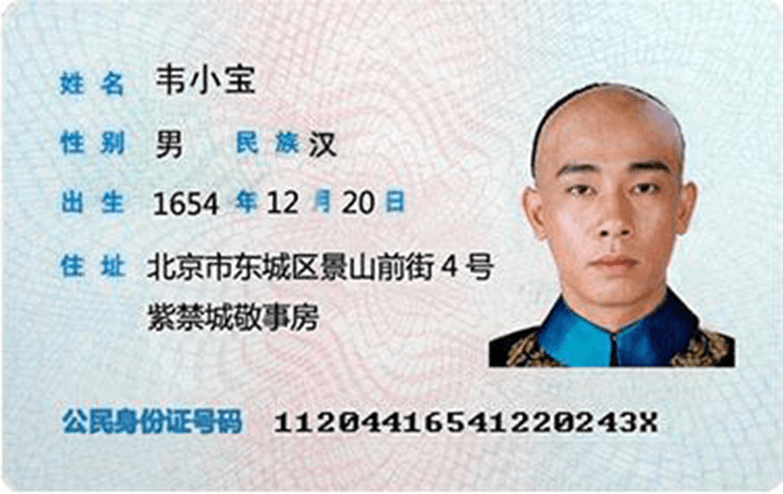 姓名 韦小宝
性别 男 民族 汉
出生 1654 年 12 月 20 日
住址 北京市东城区景山前街 4 号
紫禁城敬事房
公民身份证号码 11204416541220243X